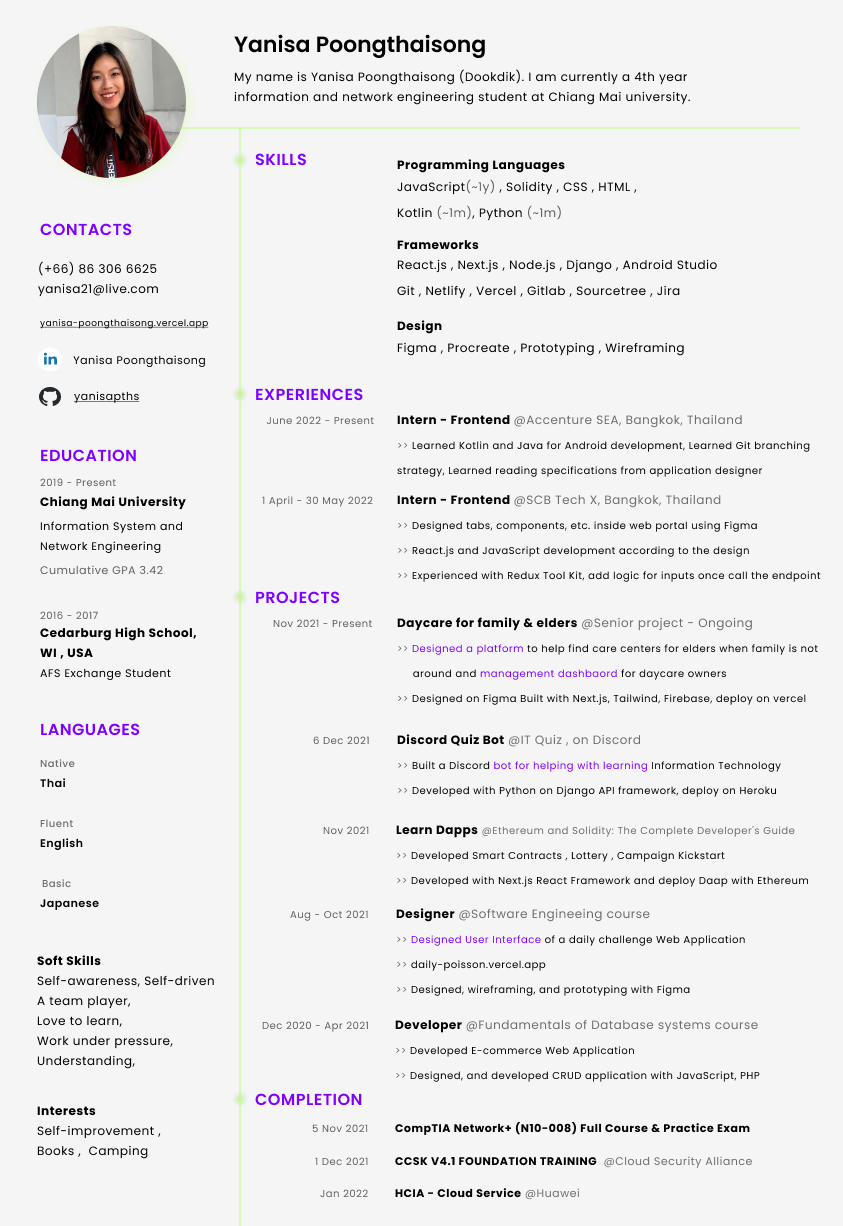 Yanisa Poongthaisong
My name is Yanisa Poongthaisong (Dookdik). I am currently a 4th year
information and network engineering student at Chiang Mai university.
CONTACTS
(+66) 86 306 6625
yanisa21@live.com
yanisa-poongthaisong.vercel.app
in
Yanisa Poongthaisong
yanisapths
EDUCATION
2019 - Present
Chiang Mai University
Information System and
Network Engineering
Cumulative GPA 3.42
2016 - 2017
Cedarburg High School,
WI , USA
AFS Exchange Student
LANGUAGES
Native
Thai
Fluent
English
Basic
Japanese
Soft Skills
Self-awareness, Self-driven
A team player,
Love to learn,
Work under pressure,
Understanding,
Interests
Self-improvement ,
Books , Camping
SKILLS
Programming Languages
JavaScript(~1y) , Solidity , CSS , HTML ,
Kotlin (~1m), Python (~1m)
Frameworks
React.js , Next.js , Node.js , Django , Android Studio
Git , Netlify , Vercel , Gitlab , Sourcetree , Jira
Design
Figma , Procreate , Prototyping , Wireframing
EXPERIENCES
June 2022 - Present
Intern - Frontend @Accenture SEA, Bangkok, Thailand
>> Learned Kotlin and Java for Android development, Learned Git branching
strategy, Learned reading specifications from application designer
1 April - 30 May 2022
Intern - Frontend @SCB Tech X, Bangkok, Thailand
>> Designed tabs, components, etc. inside web portal using Figma
>> React.js and JavaScript development according to the design
>> Experienced with Redux Tool Kit, add logic for inputs once call the endpoint
PROJECTS
Nov 2021 - Present
Daycare for family & elders @Senior project - Ongoing
>> Designed a platform to help find care centers for elders when family is not
around and management dashbaord for daycare owners
>> Designed on Figma Built with Next.js, Tailwind, Firebase, deploy on vercel
6 Dec 2021
Discord Quiz Bot @IT Quiz , on Discord
>> Built a Discord bot for helping with learning Information Technology
>> Developed with Python on Django API framework, deploy on Heroku
Nov 2021
Learn Dapps @Ethereum and Solidity: The Complete Developer's Guide
>> Developed Smart Contracts , Lottery , Campaign Kickstart
>> Developed with Next.js React Framework and deploy Daap with Ethereum
Aug - Oct 2021
Designer @Software Engineeing course
>> Designed User Interface of a daily challenge Web Application
>> daily-poisson.vercel.app
>> Designed, wireframing, and prototyping with Figma
Dec 2020 - Apr 2021
Developer @Fundamentals of Database systems course
>> Developed E-commerce Web Application
>> Designed, and developed CRUD application with JavaScript, PHP
COMPLETION
5 Nov 2021
CompTIA Network+ (N10-008) Full Course & Practice Exam
1 Dec 2021
CCSK V4.1 FOUNDATION TRAINING @Cloud Security Alliance
Jan 2022
HCIA - Cloud Service @Huawei